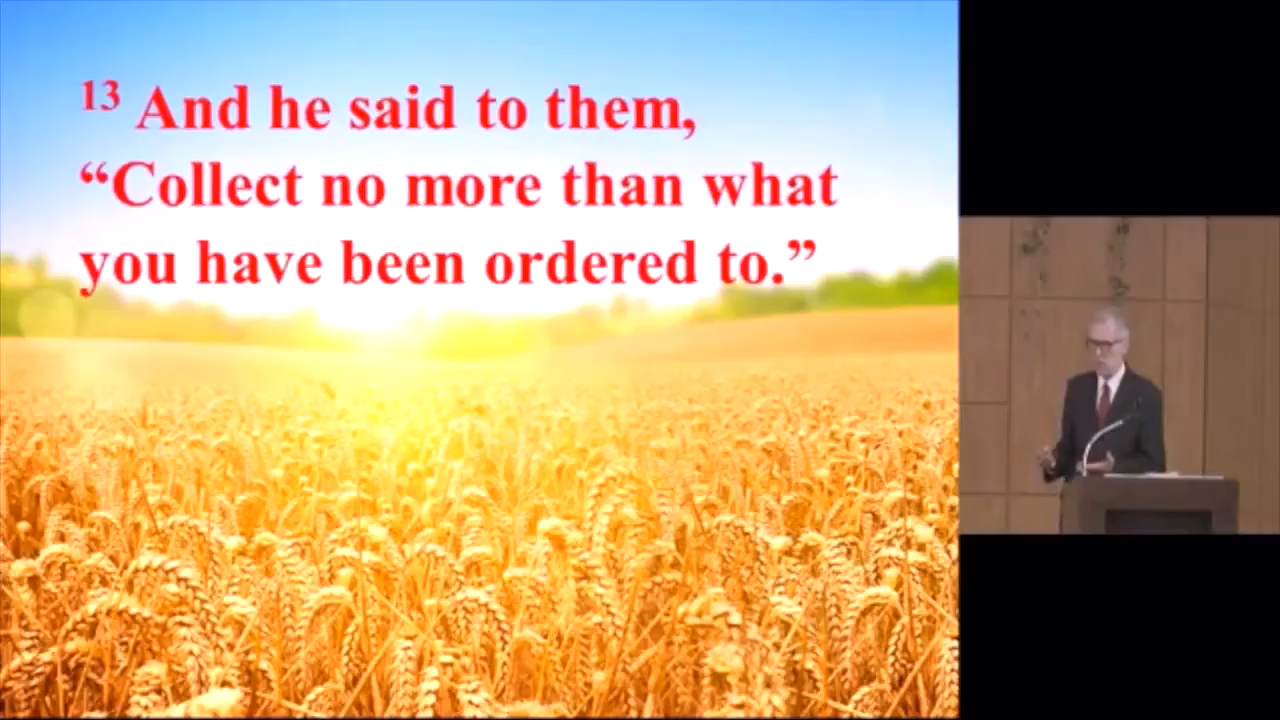 13 And he said to them,
“Collect no more than what
you have been ordered to.”